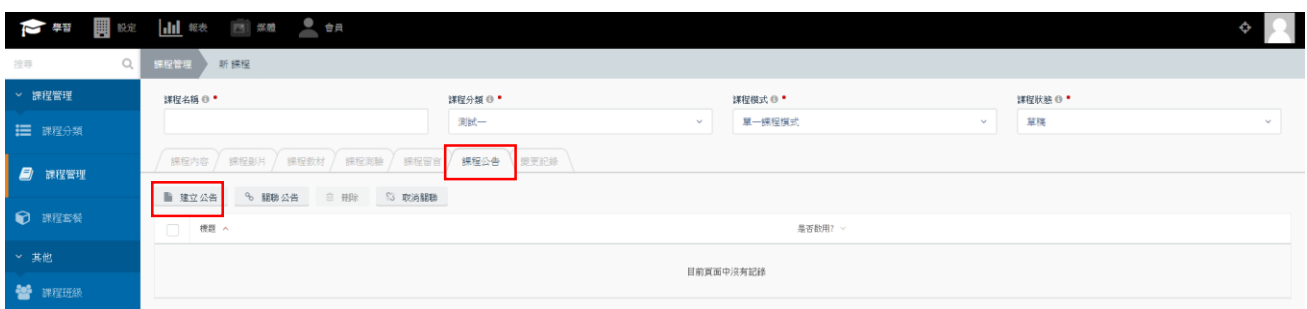 學習 設定 報表 媒體 會員
搜尋 課程管理 新 課程
課程管理
課程名稱 * 課程分類 * 課程模式 * 課程狀態 *
測試一 單一課程模式 草稿
課程分類
課程內容 課程影片 課程教材 課程測驗 課程留言 課程公告 變更記錄
課程管理
建立公告 關聯公告 刪除 取消關聯
課程套餐
標題 是否啟用?
其他
目前頁面中沒有記錄
課程班級